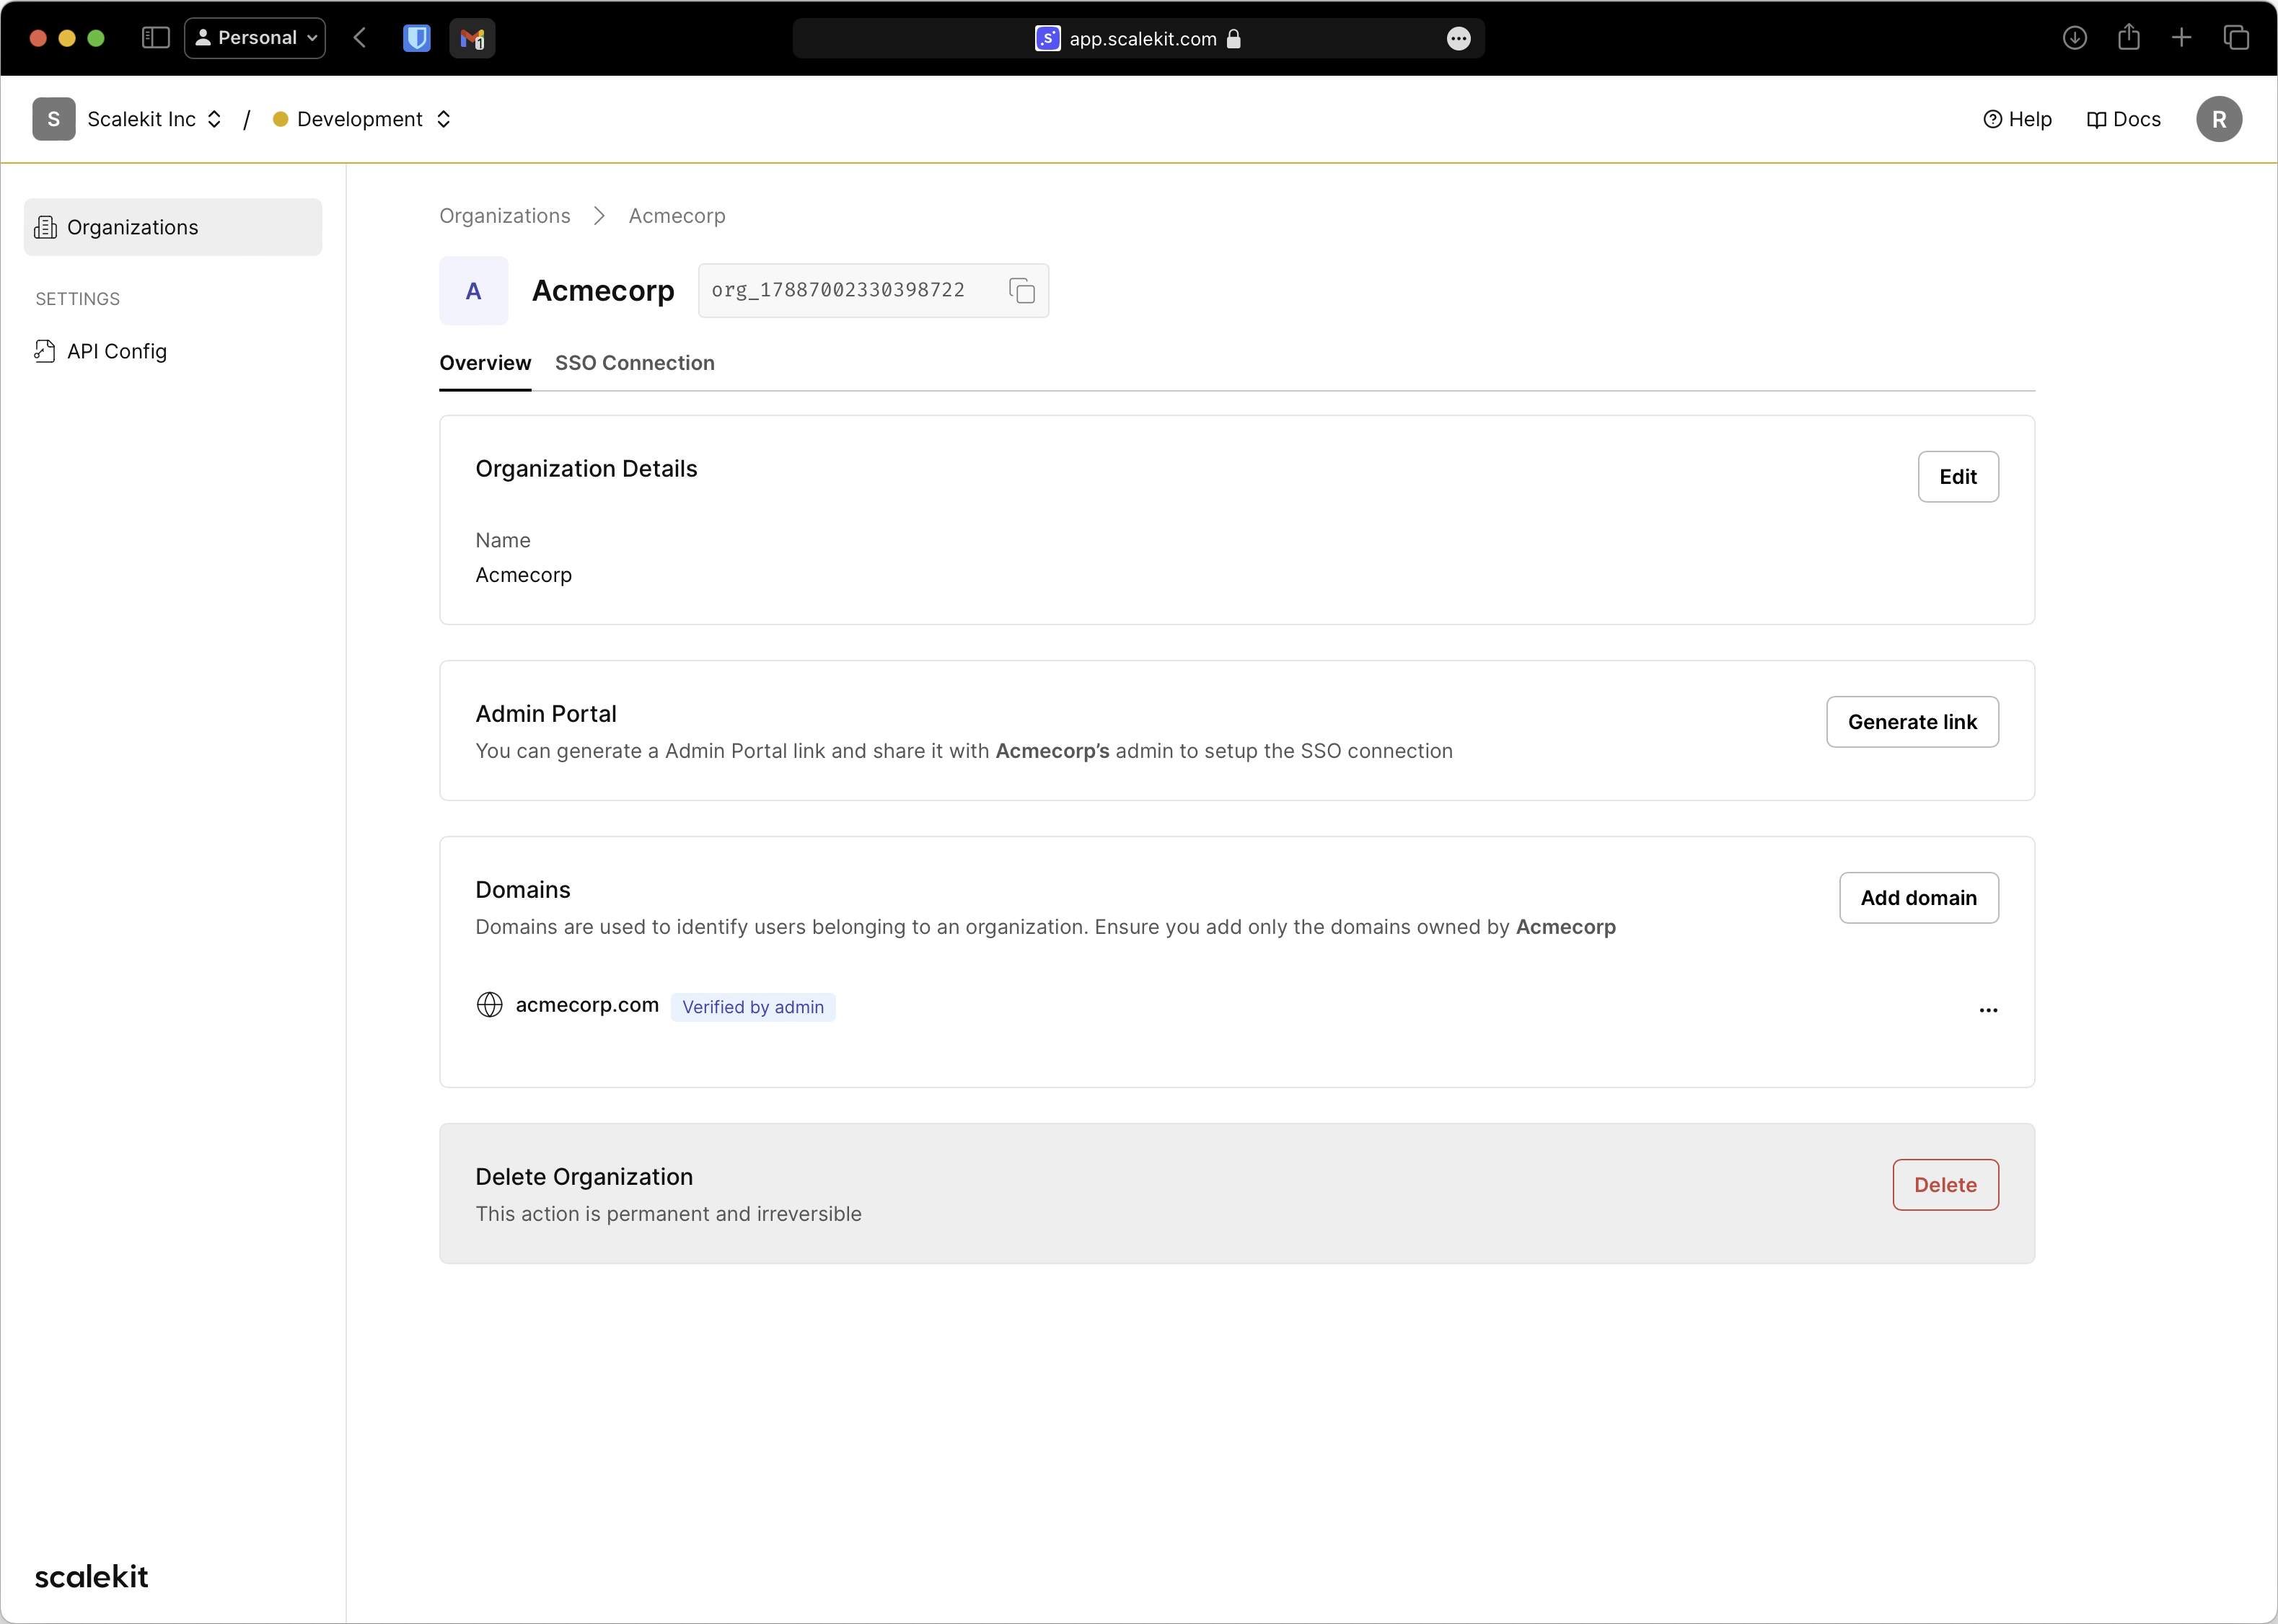 Personal
1
app.scalekit.com
S
Scalekit Inc
/
Development
Help
Docs
R
Organizations
SETTINGS
API Config
Organizations
Acmecorp
A
Acmecorp
org_17887002330398722
Overview
SSO Connection
Organization Details
Edit
Name
Acmecorp
Admin Portal
Generate link
You can generate a Admin Portal link and share it with Acmecorp’s admin to setup the SSO connection
Domains
Add domain
Domains are used to identify users belonging to an organization. Ensure you add only the domains owned by Acmecorp
acmecorp.com
Verified by admin
Delete Organization
Delete
This action is permanent and irreversible
scalekit